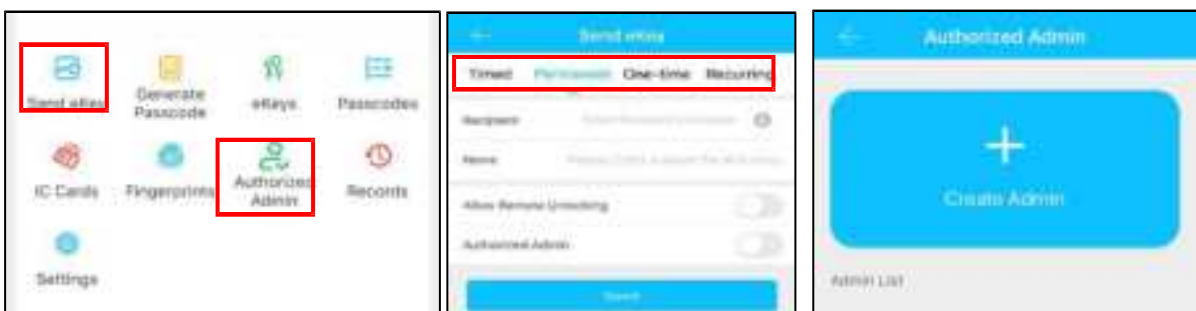 Send eKey
Generate
Passcode
eKeys
Passcodes
IC Cards
Fingerprints
Authorized
Admin
Records
Settings
Send eKey
Timed Permanent One-time Recurring
Recipient
Name
Allow Remote Unlocking
Authorized Admin
Send
Authorized Admin
Create Admin
Admin List